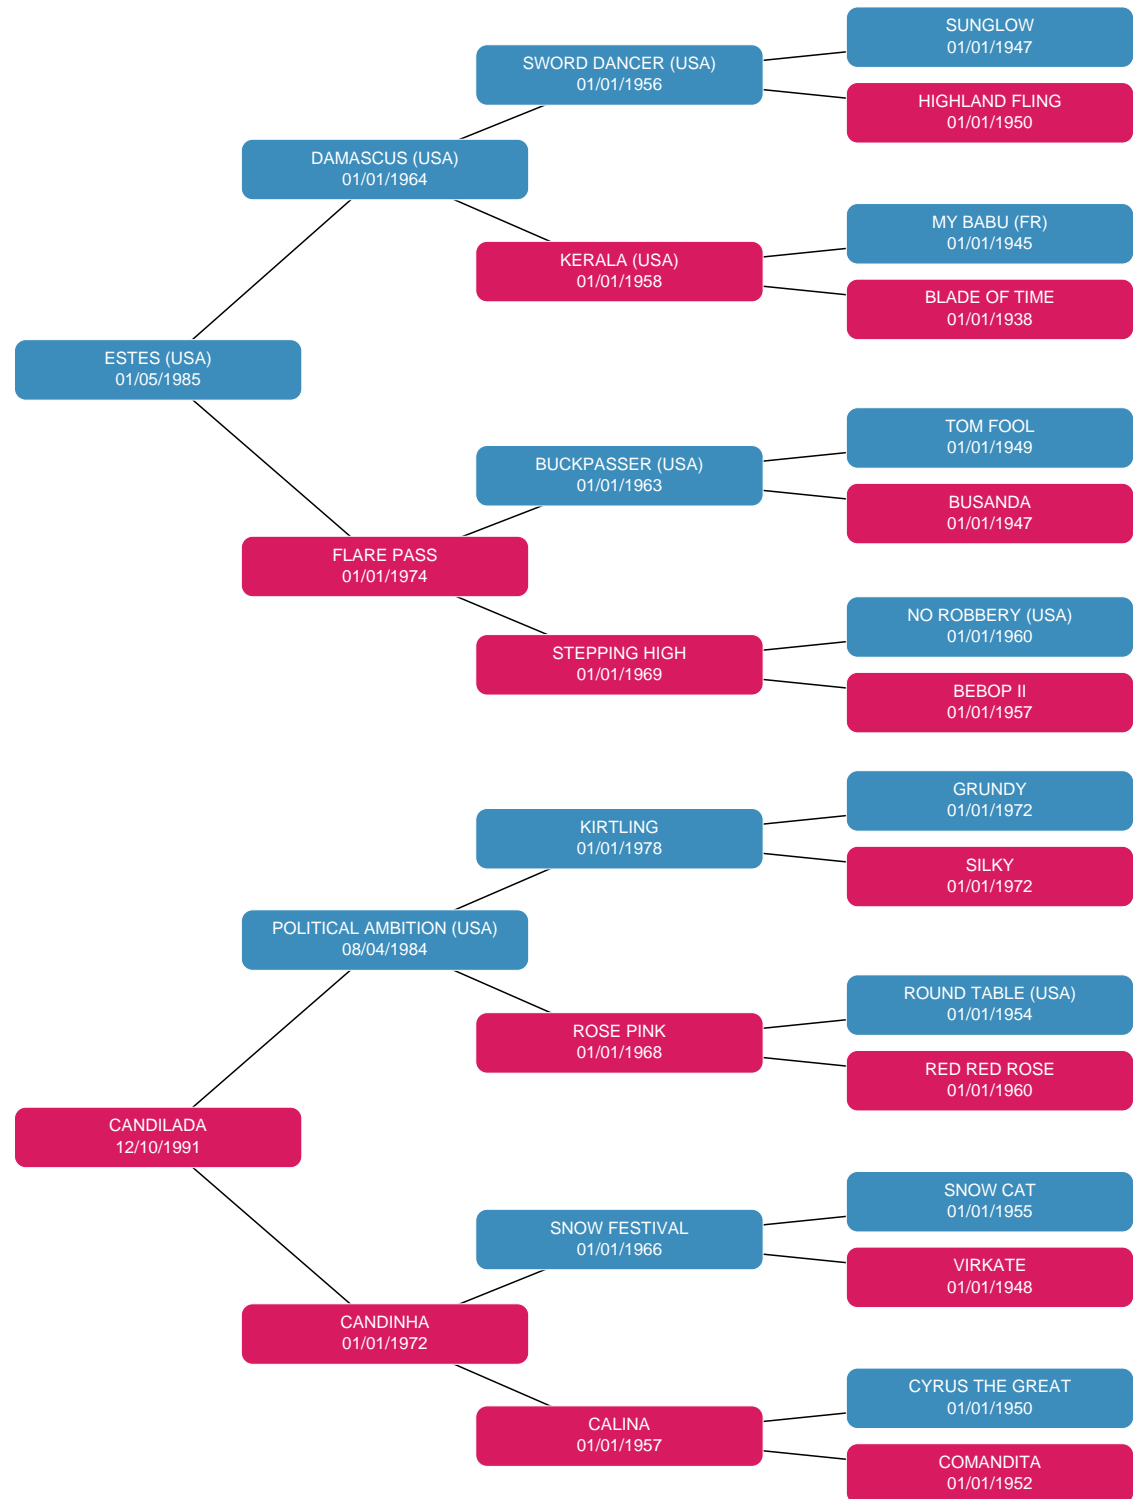 SUNGLOW
01/01/1947
SWORD DANCER (USA)
01/01/1956
HIGHLAND FLING
01/01/1950
DAMASCUS (USA)
01/01/1964
MY BABU (FR)
01/01/1945
KERALA (USA)
01/01/1958
BLADE OF TIME
01/01/1938
ESTES (USA)
01/05/1985
TOM FOOL
01/01/1949
BUCKPASSER (USA)
01/01/1963
BUSANDA
01/01/1947
FLARE PASS
01/01/1974
NO ROBBERY (USA)
01/01/1960
STEPPING HIGH
01/01/1969
BEBOP II
01/01/1957
GRUNDY
01/01/1972
KIRTLING
01/01/1978
SILKY
01/01/1972
POLITICAL AMBITION (USA)
08/04/1984
ROUND TABLE (USA)
01/01/1954
ROSE PINK
01/01/1968
RED RED ROSE
01/01/1960
CANDILADA
12/10/1991
SNOW CAT
01/01/1955
SNOW FESTIVAL
01/01/1966
VIRKATE
01/01/1948
CANDINHA
01/01/1972
CYRUS THE GREAT
01/01/1950
CALINA
01/01/1957
COMANDITA
01/01/1952